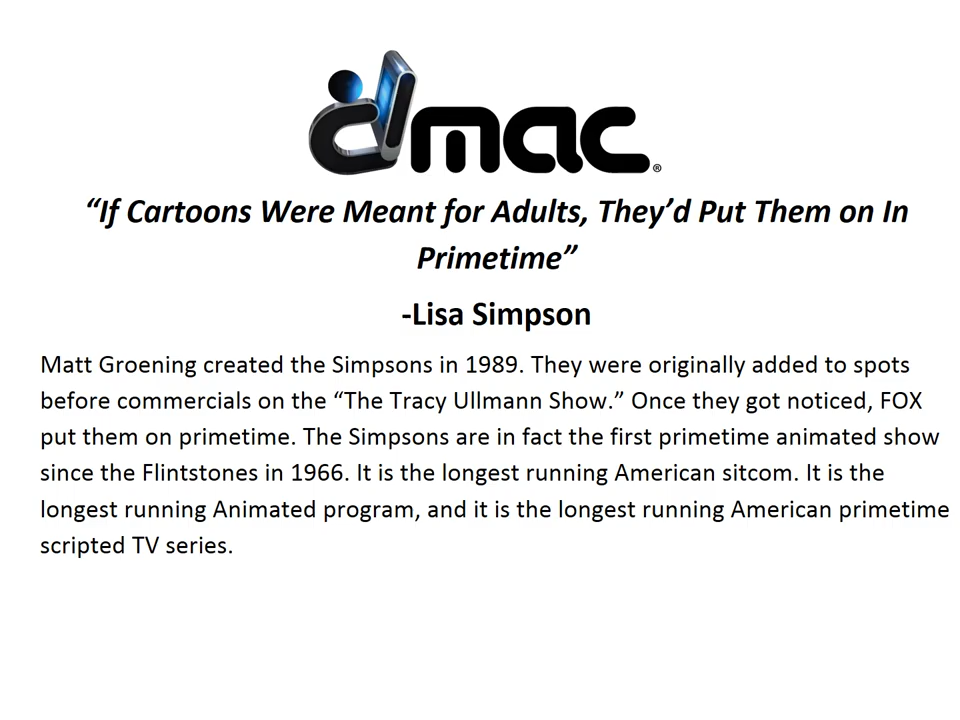 dmac®
“If Cartoons Were Meant for Adults, They’d Put Them on In
Primetime”
-Lisa Simpson
Matt Groening created the Simpsons in 1989. They were originally added to spots
before commercials on the “The Tracy Ullmann Show.” Once they got noticed, FOX
put them on primetime. The Simpsons are in fact the first primetime animated show
since the Flintstones in 1966. It is the longest running American sitcom. It is the
longest running Animated program, and it is the longest running American primetime
scripted TV series.